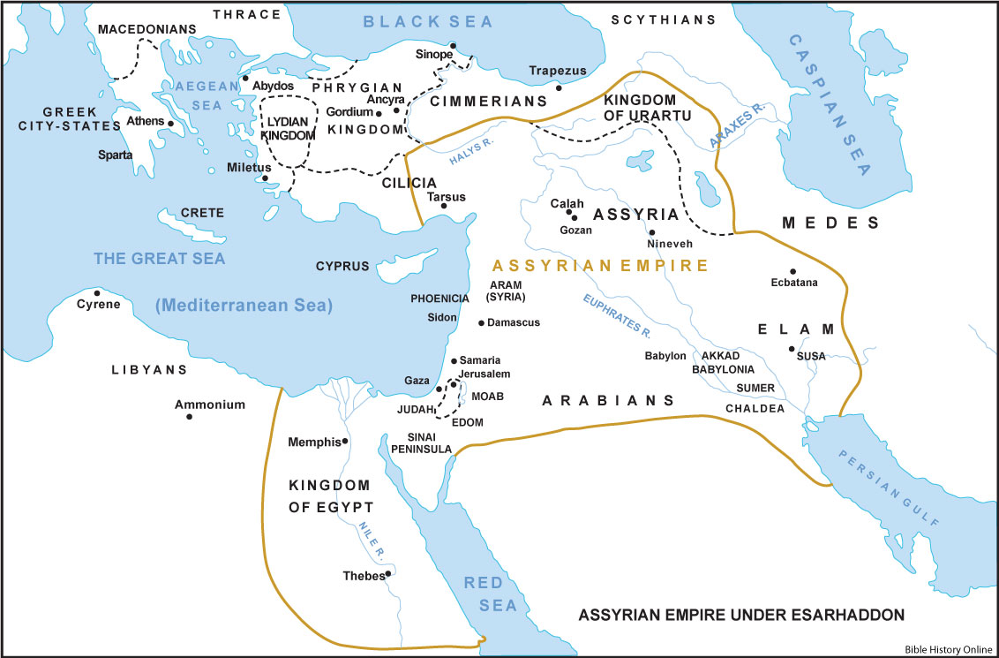 THRACE
BLACK SEA
SCYTHIANS
MACEDONIANS
Sinope
CASPIAN SEA
Trapezus
AEGEAN
SEA
Abydos
PHRYGIAN
KINGDOM
Ancyra
Gordium
CIMMERIANS
KINGDOM
OF URARTU
ARAXES R.
GREEK
CITY-STATES
Athens
LYDIAN
KINGDOM
Sparta
HALYS R.
Miletus
CILICIA
Tarsus
Calah
Gozan
ASSYRIA
Nineveh
MEDES
CRETE
THE GREAT SEA
(Mediterranean Sea)
CYPRUS
ASSYRIAN EMPIRE
Ecbatana
Cyrene
PHOENICIA
ARAM
(SYRIA)
Sidon
Damascus
EUPHRATES R.
ELAM
SUSA
Babylon
AKKAD
BABYLONIA
SUMER
CHALDEA
LIBYANS
Samaria
Jerusalem
Gaza
MOAB
JUDAH
EDOM
ARABIANS
Ammonium
Memphis
SINAI
PENINSULA
PERSIAN GULF
KINGDOM
OF EGYPT
NILE R.
Thebes
RED
SEA
ASSYRIAN EMPIRE UNDER ESARHADDON
Bible History Online